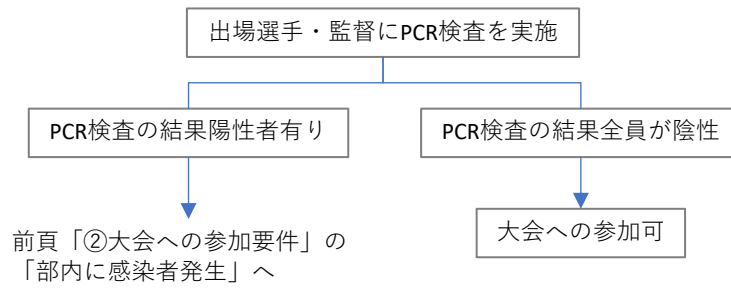 出場選手・監督にPCR検査を実施
PCR検査の結果陽性者有り
PCR検査の結果全員が陰性
前頁「②大会への参加要件」の
「部内に感染者発生」へ
大会への参加可